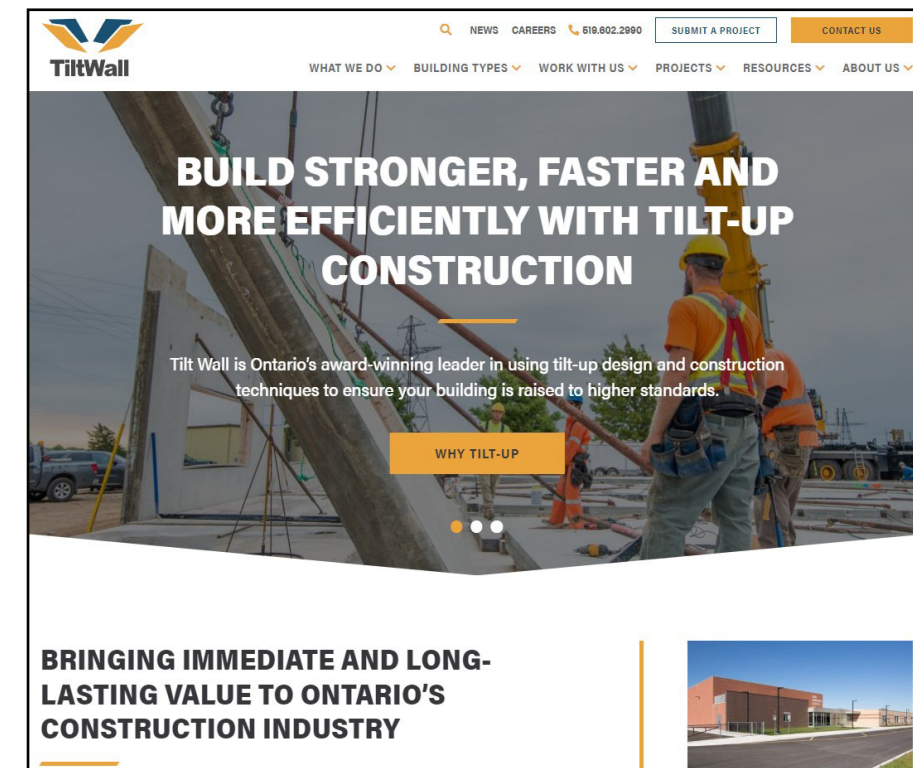 NEWS CAREERS 519.602.2990 SUBMIT A PROJECT CONTACT US
TiltWall
WHAT WE DO BUILDING TYPES WORK WITH US PROJECTS RESOURCES ABOUT US
BUILD STRONGER, FASTER AND
MORE EFFICIENTLY WITH TILT-UP
CONSTRUCTION
Tilt Wall is Ontario's award-winning leader in using tilt-up design and construction
techniques to ensure your building is raised to higher standards.
WHY TILT-UP
BRINGING IMMEDIATE AND LONG-
LASTING VALUE TO ONTARIO'S
CONSTRUCTION INDUSTRY